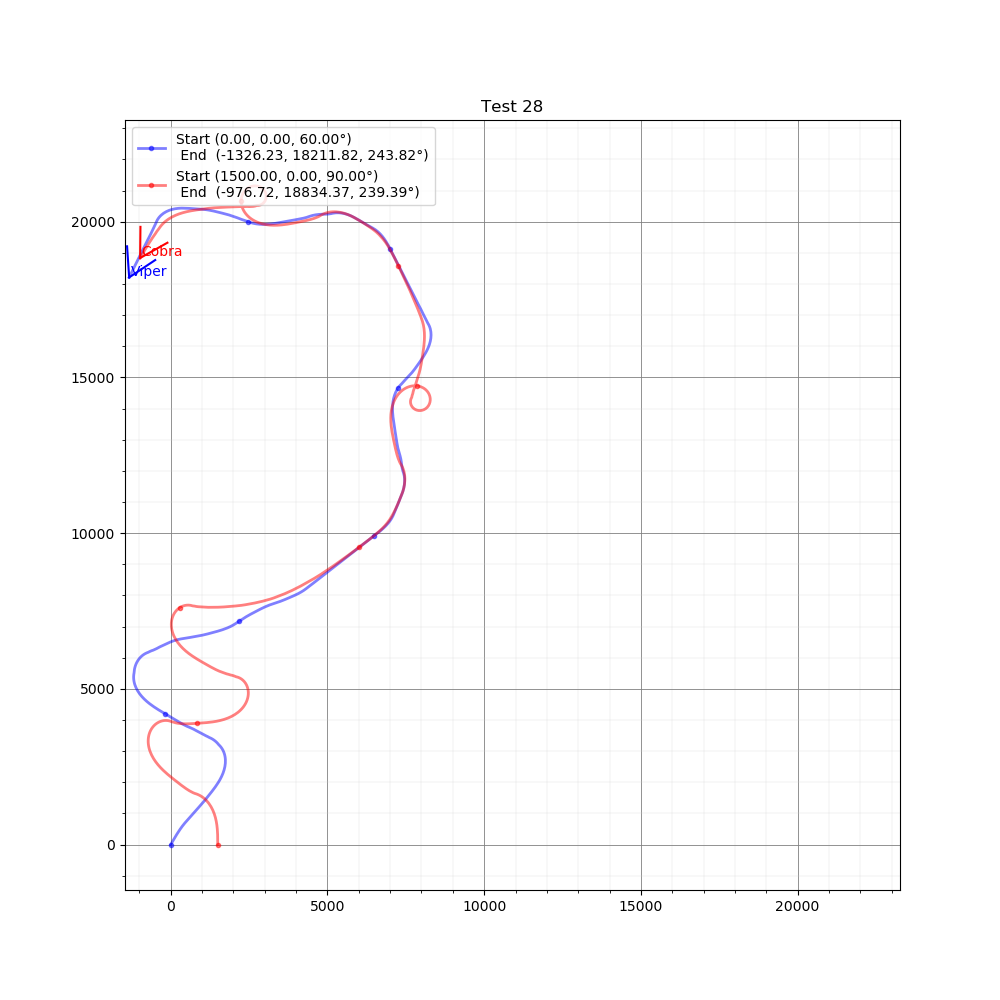 Test 28
Start (0.00, 0.00, 60.00°)
End (-1326.23, 18211.82, 243.82°)
Start (1500.00, 0.00, 90.00°)
End (-976.72, 18834.37, 239.39°)
20000
Cobra
Viper
15000
10000
5000
0
0 5000 10000 15000 20000